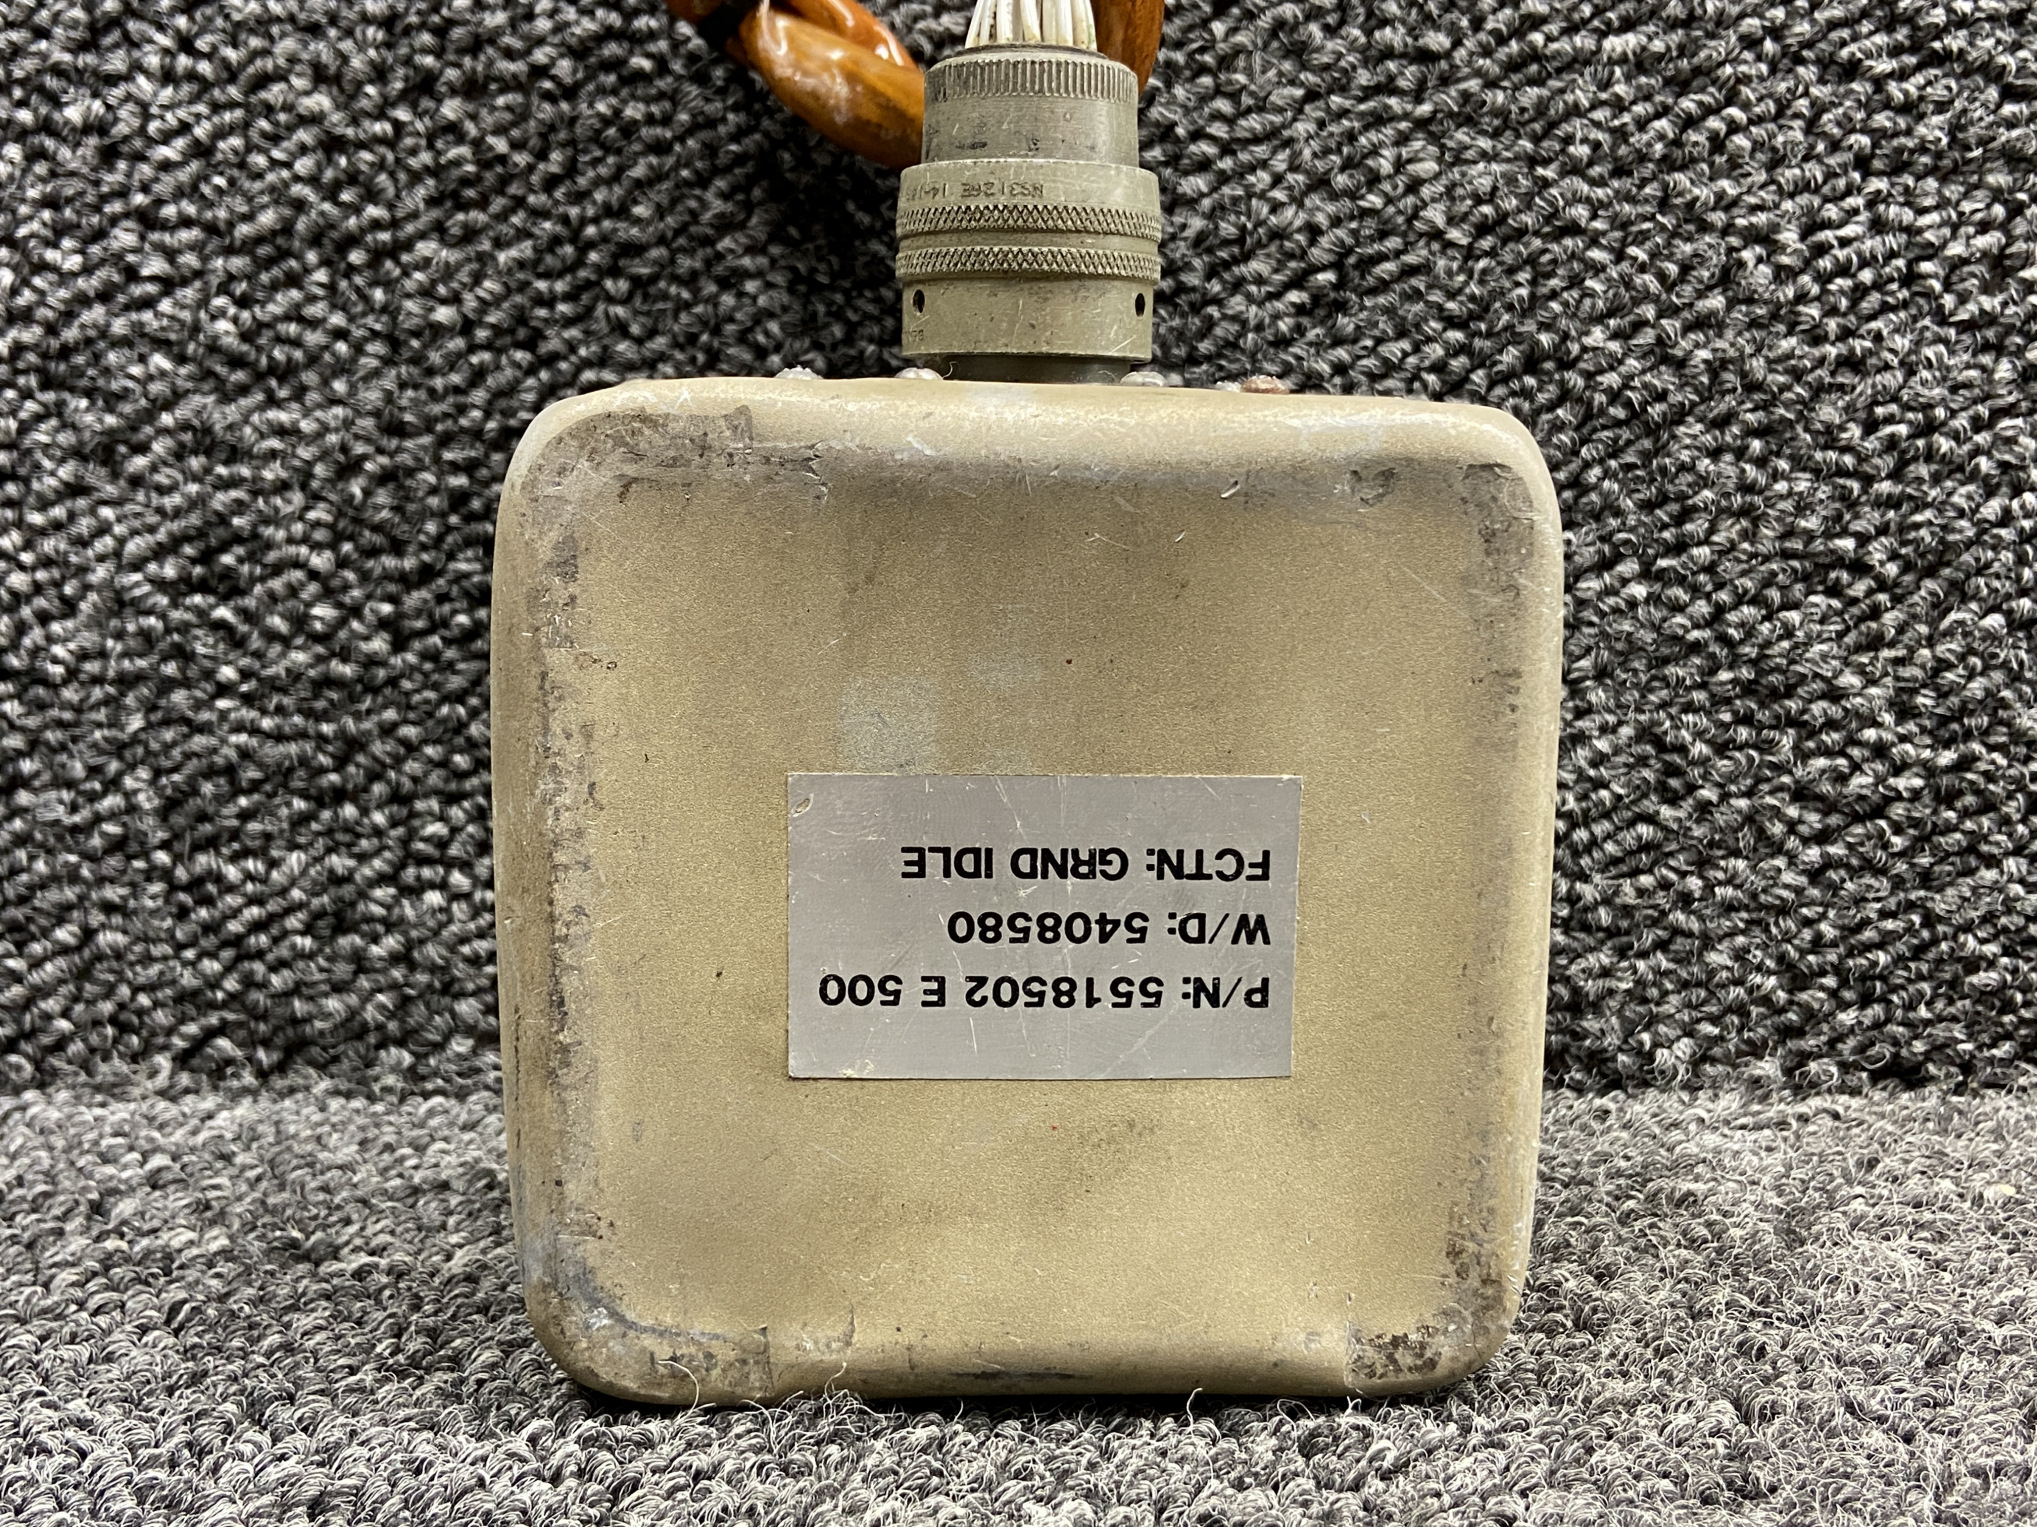 P/N: 5518502 E 500
W/D: 5408580
FCTN: GRND IDLE